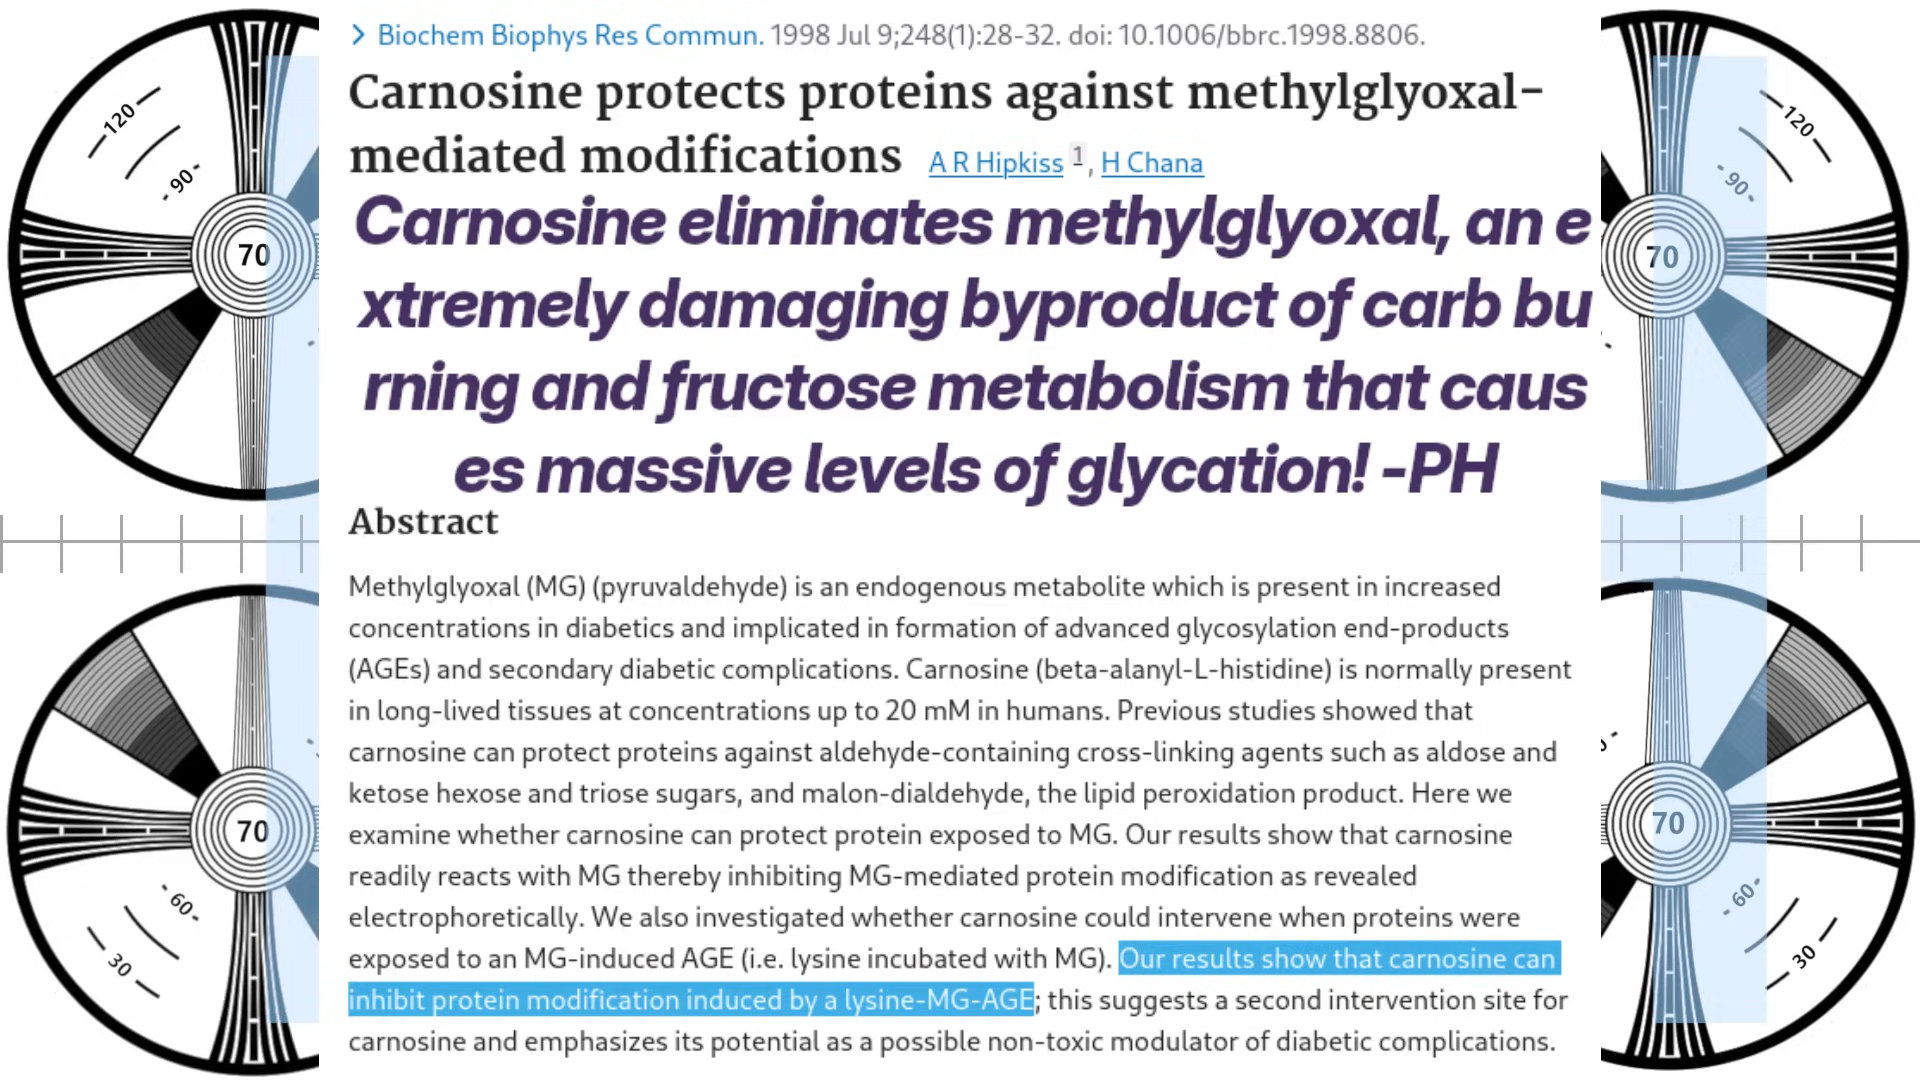 > Biochem Biophys Res Commun. 1998 Jul 9;248(1):28-32. doi: 10.1006/bbrc.1998.8806.
Carnosine protects proteins against methylglyoxal-
mediated modifications A R Hipkiss 1, H Chana
Carnosine eliminates methylglyoxal, an e
xtremely damaging byproduct of carb bu
rning and fructose metabolism that caus
es massive levels of glycation! -PH
Abstract
Methylglyoxal (MG) (pyruvaldehyde) is an endogenous metabolite which is present in increased
concentrations in diabetics and implicated in formation of advanced glycosylation end-products
(AGEs) and secondary diabetic complications. Carnosine (beta-alanyl-L-histidine) is normally present
in long-lived tissues at concentrations up to 20 mM in humans. Previous studies showed that
carnosine can protect proteins against aldehyde-containing cross-linking agents such as aldose and
ketose hexose and triose sugars, and malon-dialdehyde, the lipid peroxidation product. Here we
examine whether carnosine can protect protein exposed to MG. Our results show that carnosine
readily reacts with MG thereby inhibiting MG-mediated protein modification as revealed
electrophoretically. We also investigated whether carnosine could intervene when proteins were
exposed to an MG-induced AGE (i.e. lysine incubated with MG). Our results show that carnosine can
inhibit protein modification induced by a lysine-MG-AGE; this suggests a second intervention site for
carnosine and emphasizes its potential as a possible non-toxic modulator of diabetic complications.
120
-90-
70
120
-90-
70
70
-60-
30
70
-60-
30